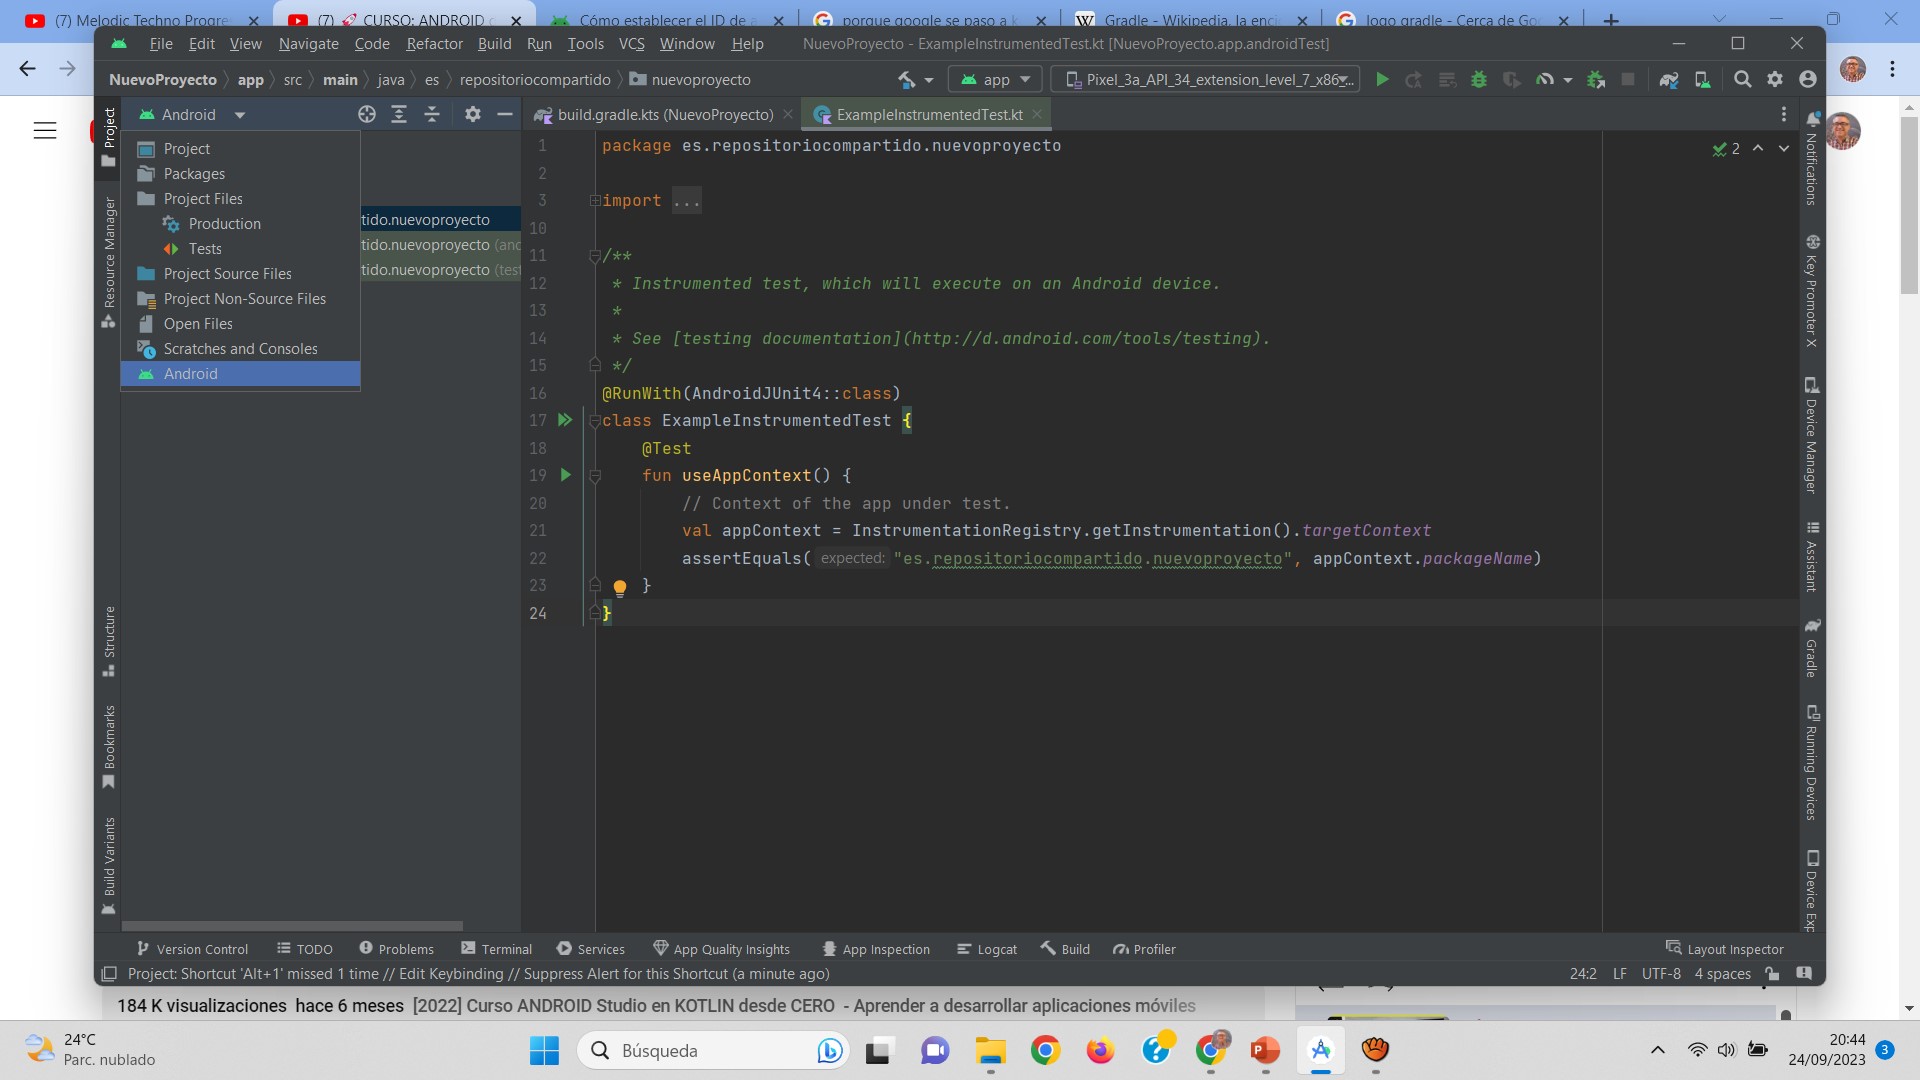 (7) Melodic Techno Progre
(7) 🚀 CURSO: ANDROID
Cómo establecer el ID de a
porque google se paso a k
Gradle - Wikipedia, la enci
logo gradle - Cerca de Go
File Edit View Navigate Code Refactor Build Run Tools VCS Window Help
NuevoProyecto - ExampleInstrumentedTest.kt [NuevoProyecto.app.androidTest]
NuevoProyecto app src main java es repositoriocompartido nuevoproyecto
app
Pixel_3a_API_34_extension_level_7_x86...
Project
Resource Manager
Structure
Bookmarks
Build Variants
Android
Project
Packages
Project Files
Production
Tests
Project Source Files
Project Non-Source Files
Open Files
Scratches and Consoles
Android
tido.nuevoproyecto
tido.nuevoproyecto (and
tido.nuevoproyecto (test
build.gradle.kts (NuevoProyecto)
ExampleInstrumentedTest.kt
2
1 package es.repositoriocompartido.nuevoproyecto
2
3 import ...
10
11 /**
12 * Instrumented test, which will execute on an Android device.
13 *
14 * See [testing documentation](http://d.android.com/tools/testing).
15 */
16 @RunWith(AndroidJUnit4::class)
17 class ExampleInstrumentedTest {
18 @Test
19 fun useAppContext() {
20 // Context of the app under test.
21 val appContext = InstrumentationRegistry.getInstrumentation().targetContext
22 assertEquals( expected: "es.repositoriocompartido.nuevoproyecto", appContext.packageName)
23 }
24 }
Notifications
Key Promoter X
Device Manager
Assistant
Gradle
Running Devices
Device Exp
Version Control TODO Problems Terminal Services App Quality Insights App Inspection Logcat Build Profiler Layout Inspector
Project: Shortcut 'Alt+1' missed 1 time // Edit Keybinding // Suppress Alert for this Shortcut (a minute ago)
24:2 LF UTF-8 4 spaces
184 K visualizaciones hace 6 meses [2022] Curso ANDROID Studio en KOTLIN desde CERO - Aprender a desarrollar aplicaciones móviles
24°C
Parc. nublado
Búsqueda
20:44
24/09/2023
3